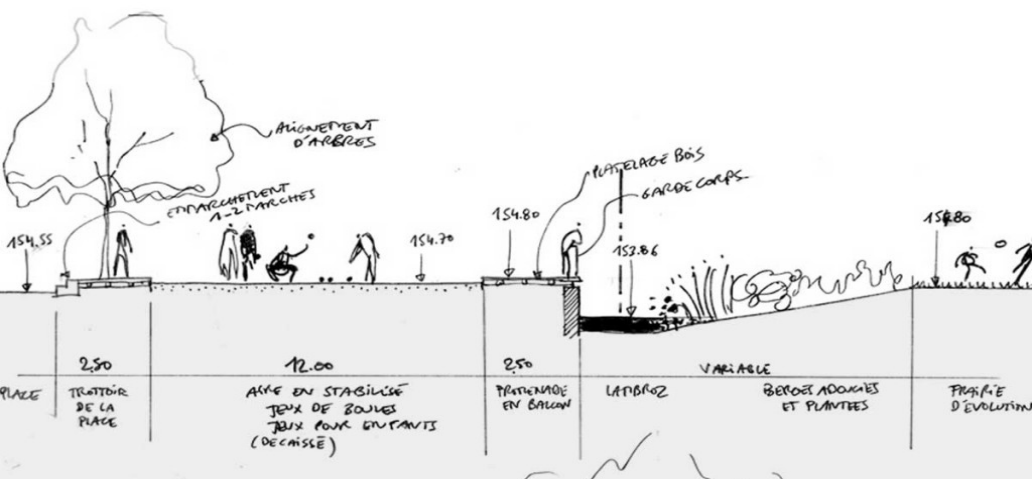 ALIGNEMENT
D'ARBRES
EMMARCHEMENT
1-2 MARCHES
PLATELAGE BOIS
GARDE CORPS
154.55
154.70
154.80
153.86
154.80
2.50
12.00
2.50
VARIABLE
PLACE
TROTTOIR
DE LA
PLACE
AIRE EN STABILISÉ
JEUX DE BOULES
JEUX POUR ENFANTS
(DECAISSÉ)
PROMENADE
EN BALCON
LAMBROZ
BERGES ADOUCIES
ET PLANTEES
PRAIRIE
D'ÉVOLUTION